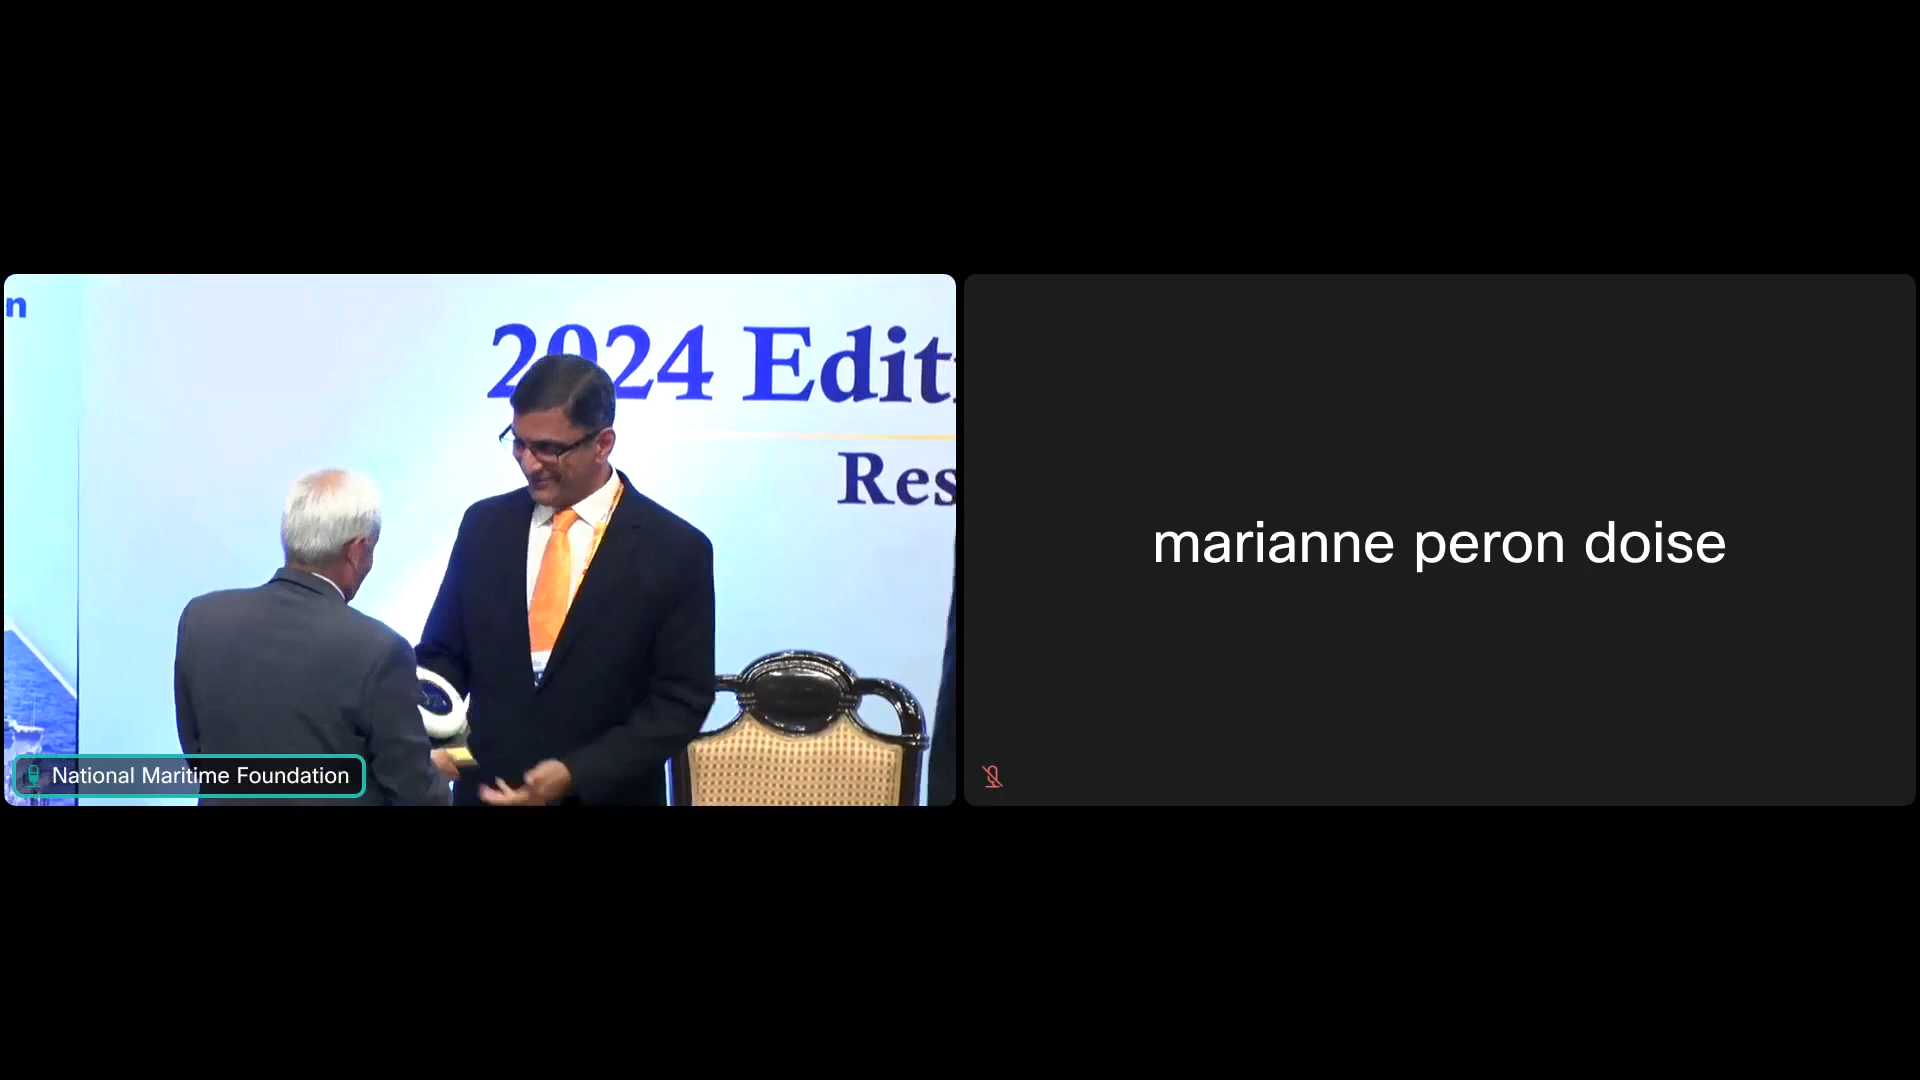 n
2024 Edit
Res
National Maritime Foundation
marianne peron doise